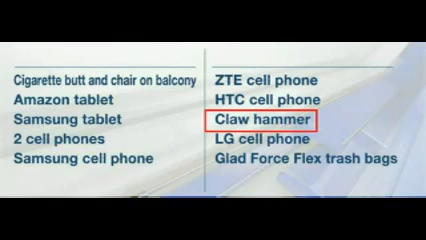 Cigarette butt and chair on balcony
Amazon tablet
Samsung tablet
2 cell phones
Samsung cell phone
ZTE cell phone
HTC cell phone
Claw hammer
LG cell phone
Glad Force Flex trash bags